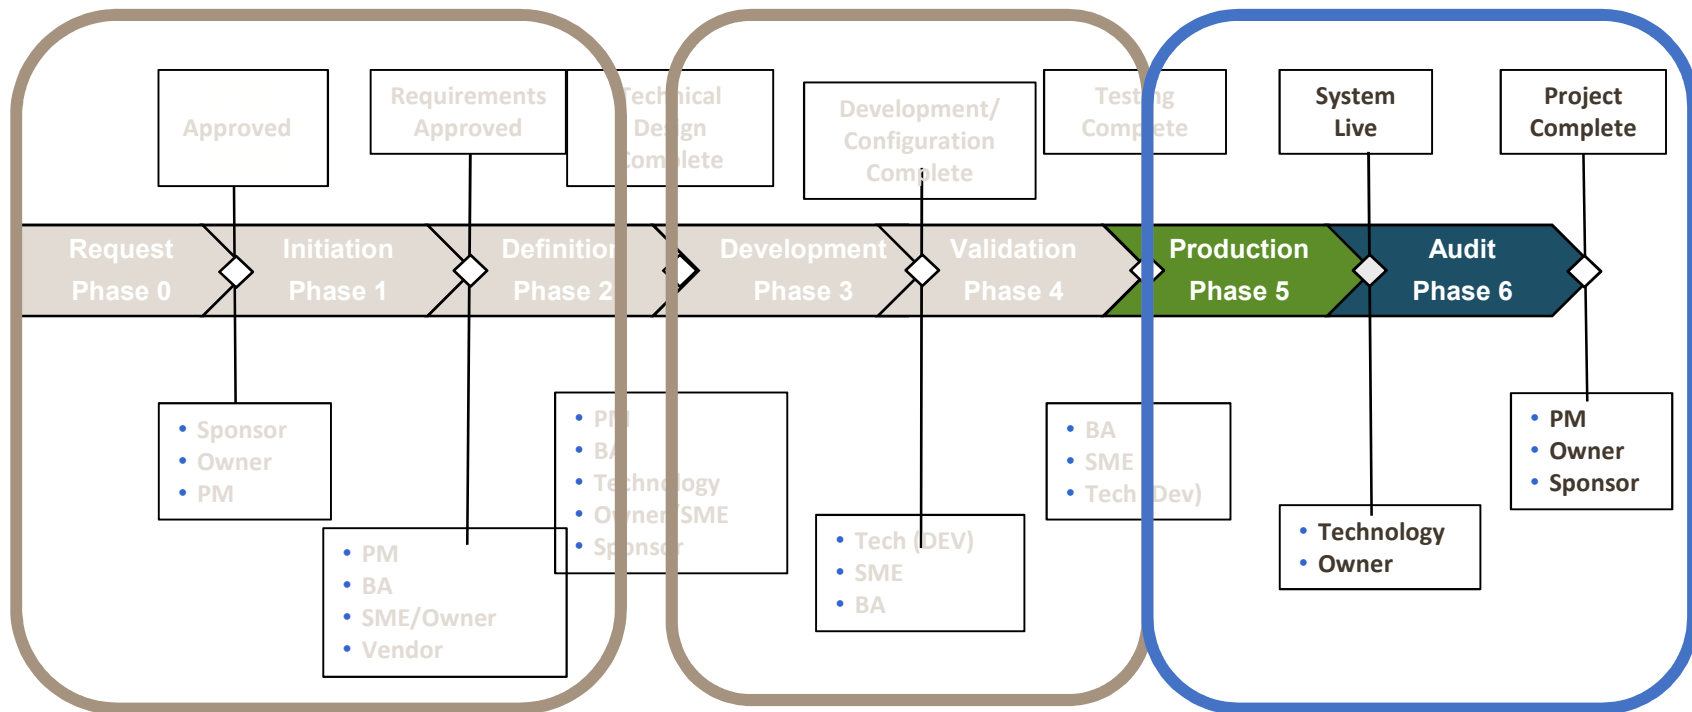 Approved
Requirements
Approved
Technical
Design
Complete
Development/
Configuration
Complete
Testing
Complete
System
Live
Project
Complete
Request
Phase 0
Initiation
Phase 1
Definition
Phase 2
Development
Phase 3
Validation
Phase 4
Production
Phase 5
Audit
Phase 6
• Sponsor
• Owner
• PM
• PM
• BA
• SME/Owner
• Vendor
• PM
• BA
• Technology
• Owner/SME
• Sponsor
• Tech (DEV)
• SME
• BA
• BA
• SME
• Tech (Dev)
• Technology
• Owner
• PM
• Owner
• Sponsor